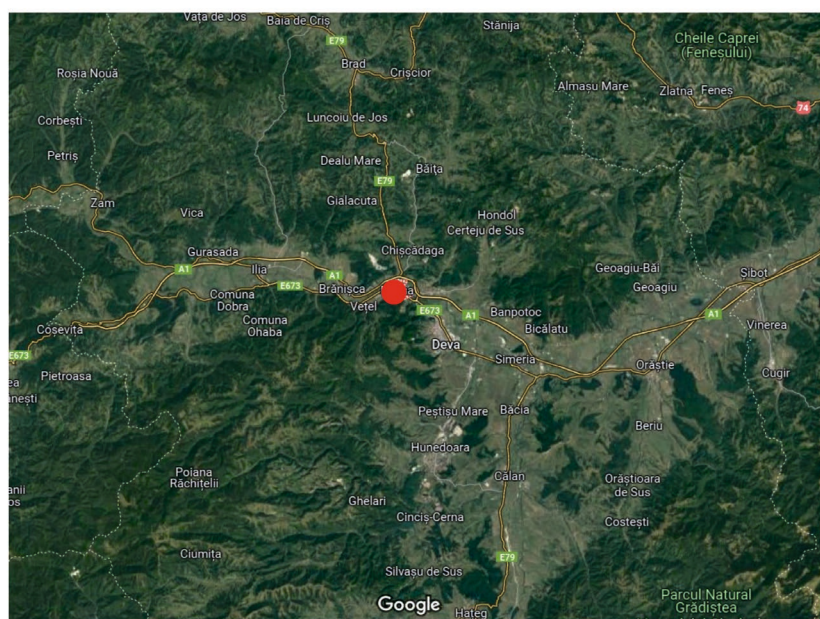 Vața de Jos
Baia de Criș
Stănija
E79
Cheile Caprei
(Feneșului)
Brad
Crișcior
Roșia Nouă
Almașu Mare
Zlatna
Feneș
74
Corbești
Luncoiu de Jos
Petriș
Dealu Mare
Băița
E79
Zam
Vica
Gialacuta
Hondol
Certeju de Sus
Chișcădaga
Gurasada
A1
Ilia
A1
Geoagiu-Băi
Sibot
E673
Brănișca
Geoagiu
Comuna
Dobra
Vețel
E673
A1
Banpotoc
A1
Comuna
Ohaba
Bicălatu
Vinerea
Coșevița
Deva
E673
Simeria
Orăștie
Pietroasa
Cugir
Peștișu Mare
Băcia
Beriu
Hunedoara
Poiana
Răchițelii
Călan
Orăștioara
de Sus
Ghelari
Cinciș-Cerna
Costești
Ciumița
E79
Silvașu de Sus
Parcul Natural
Grădiștea
Google
Hațeg